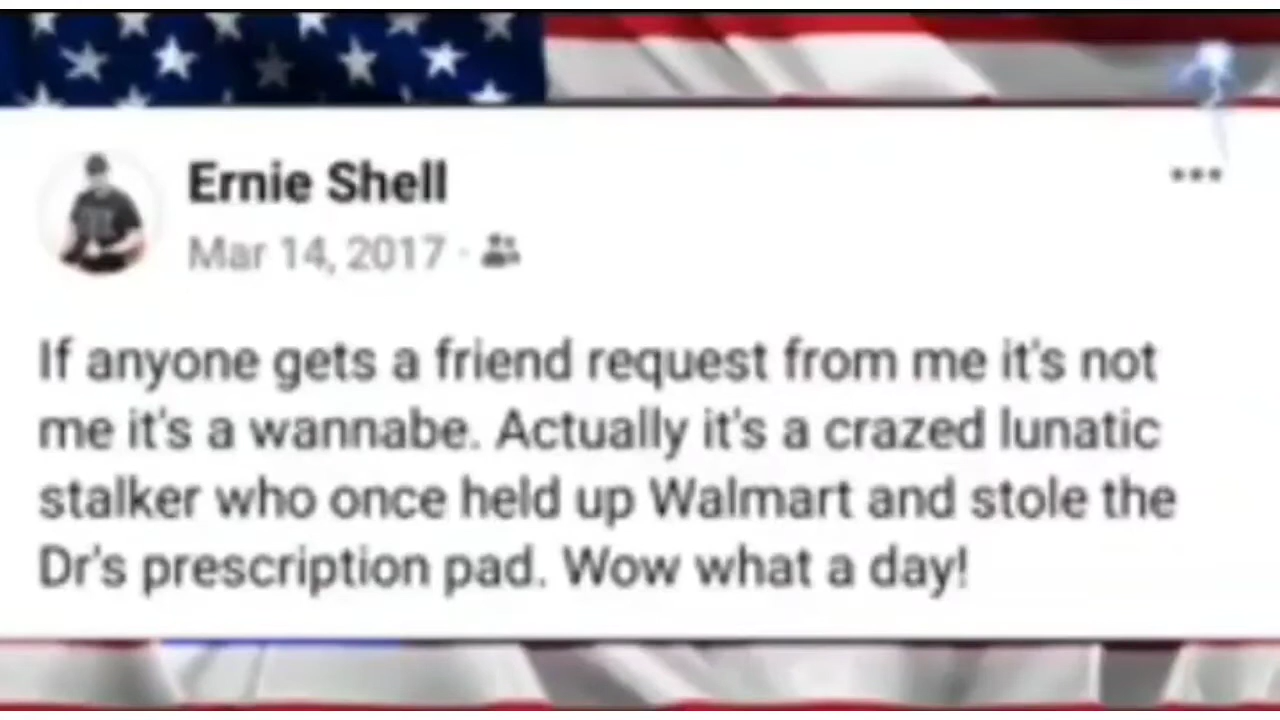 Ernie Shell
Mar 14, 2017 ·
If anyone gets a friend request from me it's not
me it's a wannabe. Actually it's a crazed lunatic
stalker who once held up Walmart and stole the
Dr's prescription pad. Wow what a day!